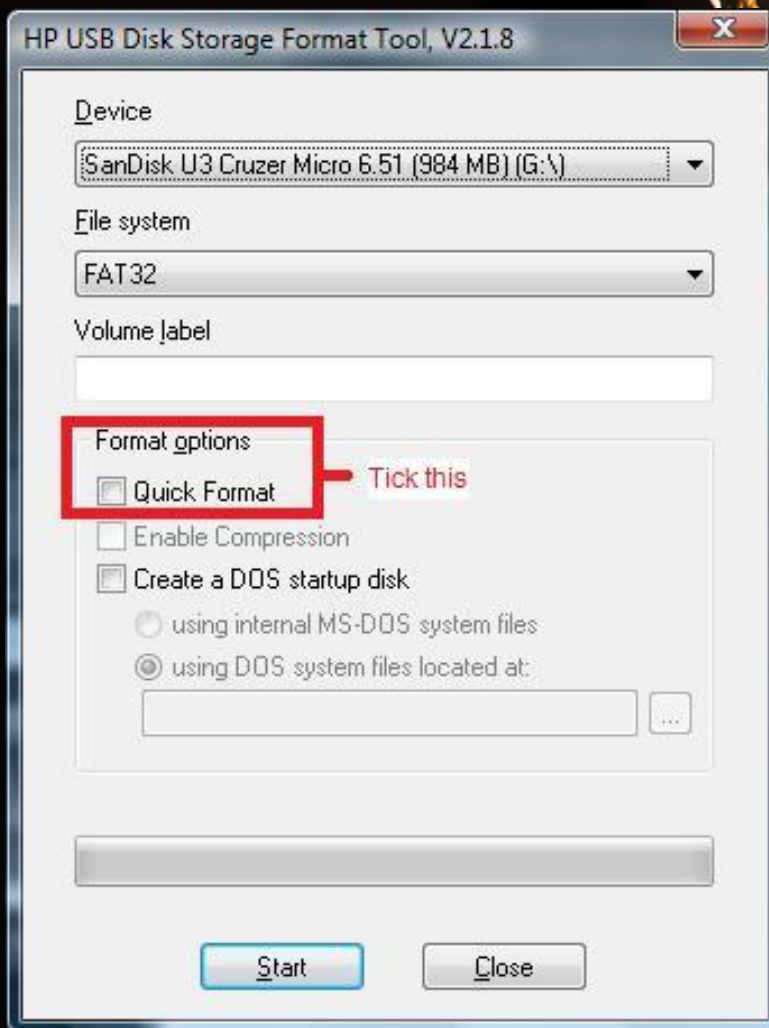 HP USB Disk Storage Format Tool, V2.1.8
Device
SanDisk U3 Cruzer Micro 6.51 (984 MB) (G:\)
File system
FAT32
Volume label
Format options
Quick Format
Tick this
Enable Compression
Create a DOS startup disk
using internal MS-DOS system files
using DOS system files located at:
...
Start
Close